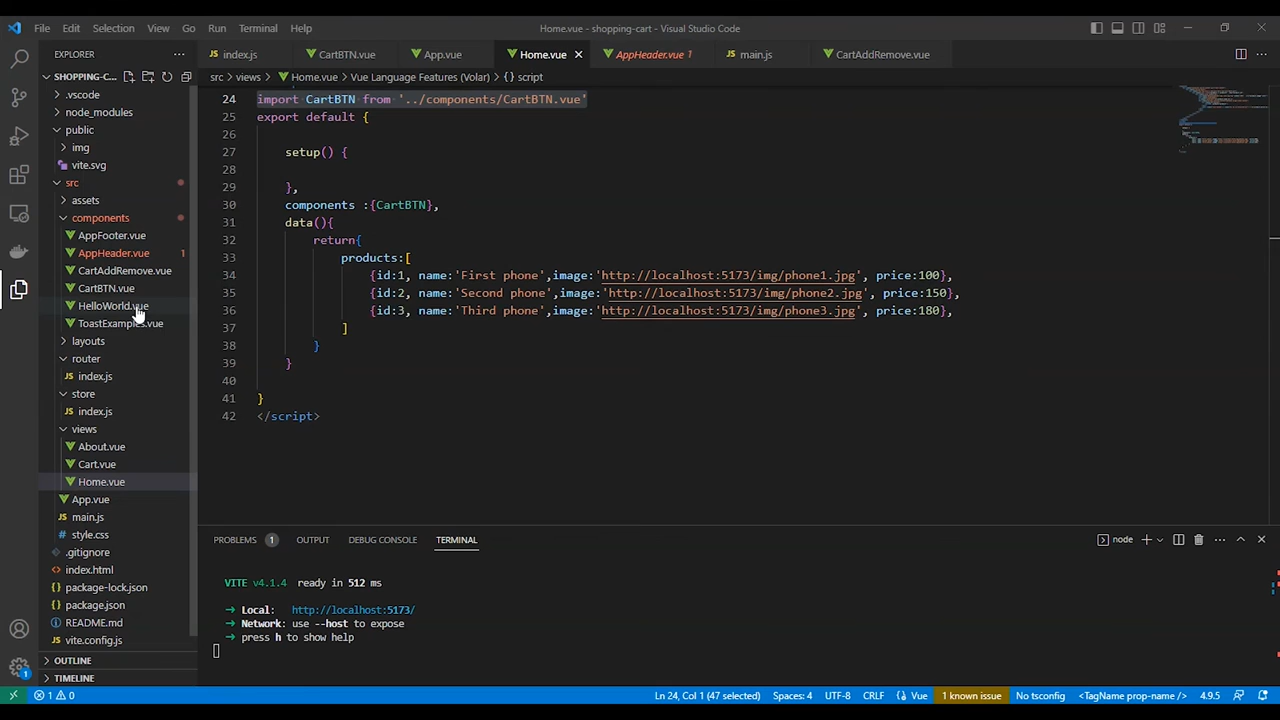 File Edit Selection View Go Run Terminal Help
Home.vue - shopping-cart - Visual Studio Code
EXPLORER
index.js CartBTN.vue App.vue Home.vue AppHeader.vue 1 main.js CartAddRemove.vue
SHOPPING-C...
src > views > Home.vue > Vue Language Features (Volar) > {} script
.vscode
node_modules
public
img
vite.svg
src
assets
components
AppFooter.vue
AppHeader.vue 1
CartAddRemove.vue
CartBTN.vue
HelloWorld.vue
ToastExamples.vue
layouts
router
index.js
store
index.js
views
About.vue
Cart.vue
Home.vue
App.vue
main.js
style.css
.gitignore
index.html
package-lock.json
package.json
README.md
vite.config.js
OUTLINE
TIMELINE
24 import CartBTN from '../components/CartBTN.vue'
25 export default {
26
27 setup() {
28
29 },
30 components :{CartBTN},
31 data(){
32 return{
33 products:[
34 {id:1, name:'First phone',image:'http://localhost:5173/img/phone1.jpg', price:100},
35 {id:2, name:'Second phone',image:'http://localhost:5173/img/phone2.jpg', price:150},
36 {id:3, name:'Third phone',image:'http://localhost:5173/img/phone3.jpg', price:180},
37 ]
38 }
39 }
40
41 }
42 </script>
PROBLEMS 1 OUTPUT DEBUG CONSOLE TERMINAL
node
VITE v4.1.4 ready in 512 ms
➜ Local: http://localhost:5173/
➜ Network: use --host to expose
➜ press h to show help
1 0 Ln 24, Col 1 (47 selected) Spaces: 4 UTF-8 CRLF Vue 1 known issue No tsconfig <TagName prop-name /> 4.9.5